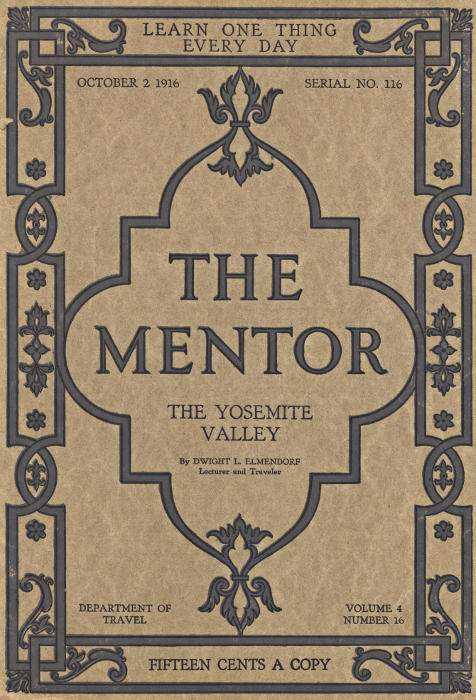 LEARN ONE THING
EVERY DAY
OCTOBER 2 1916
SERIAL NO. 116
THE
MENTOR
THE YOSEMITE
VALLEY
By DWIGHT L. ELMENDORF
Lecturer and Traveler
DEPARTMENT OF
TRAVEL
VOLUME 4
NUMBER 16
FIFTEEN CENTS A COPY